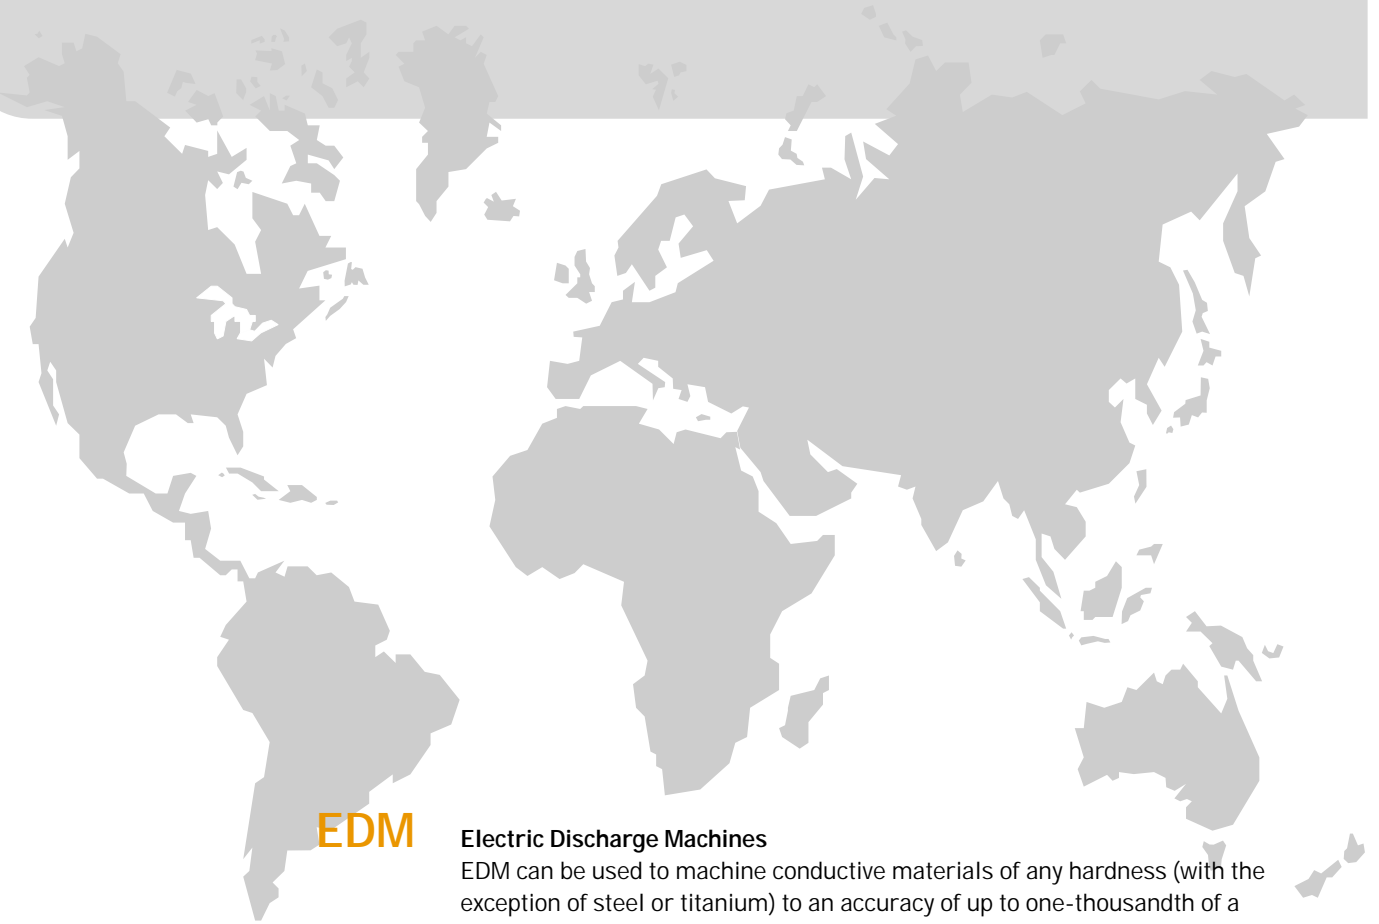 EDM
Electric Discharge Machines
EDM can be used to machine conductive materials of any hardness (with the
exception of steel or titanium) to an accuracy of up to one-thousandth of a